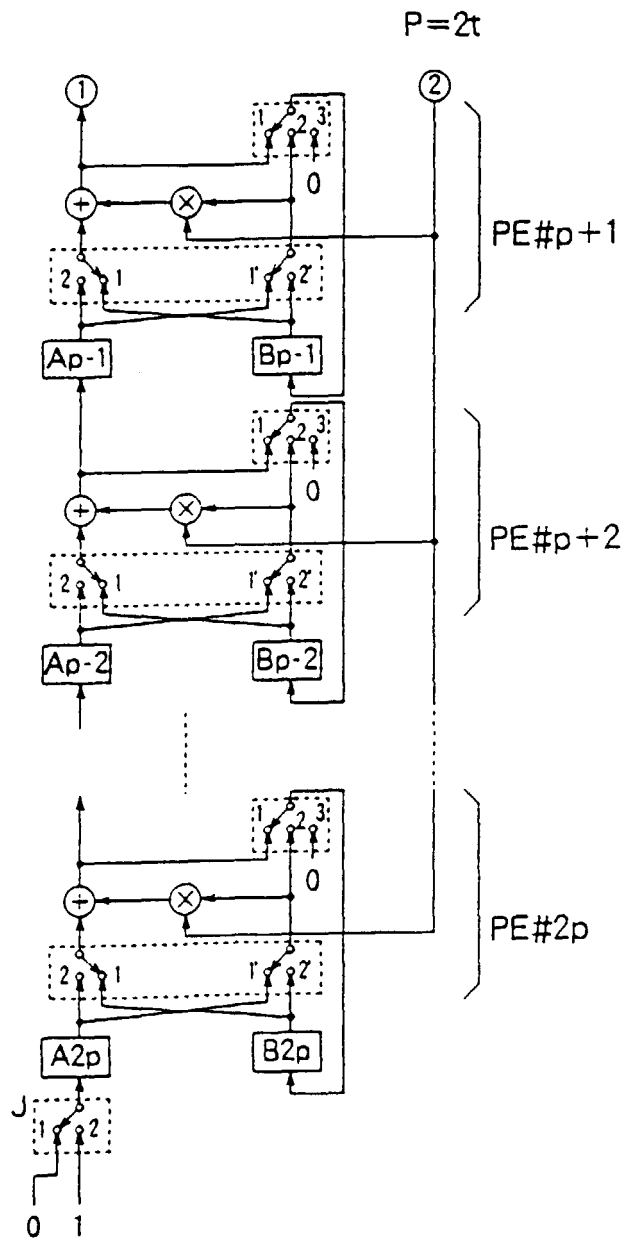 P=2t
① ②
1 2 3
0
+ × PE#p+1
2 1 1' 2'
Ap-1 Bp-1
1 2 3
0
+ × PE#p+2
2 1 1' 2'
Ap-2 Bp-2
1 2 3
0
+ × PE#2p
2 1 1' 2'
A2p B2p
J
1 2
0 1